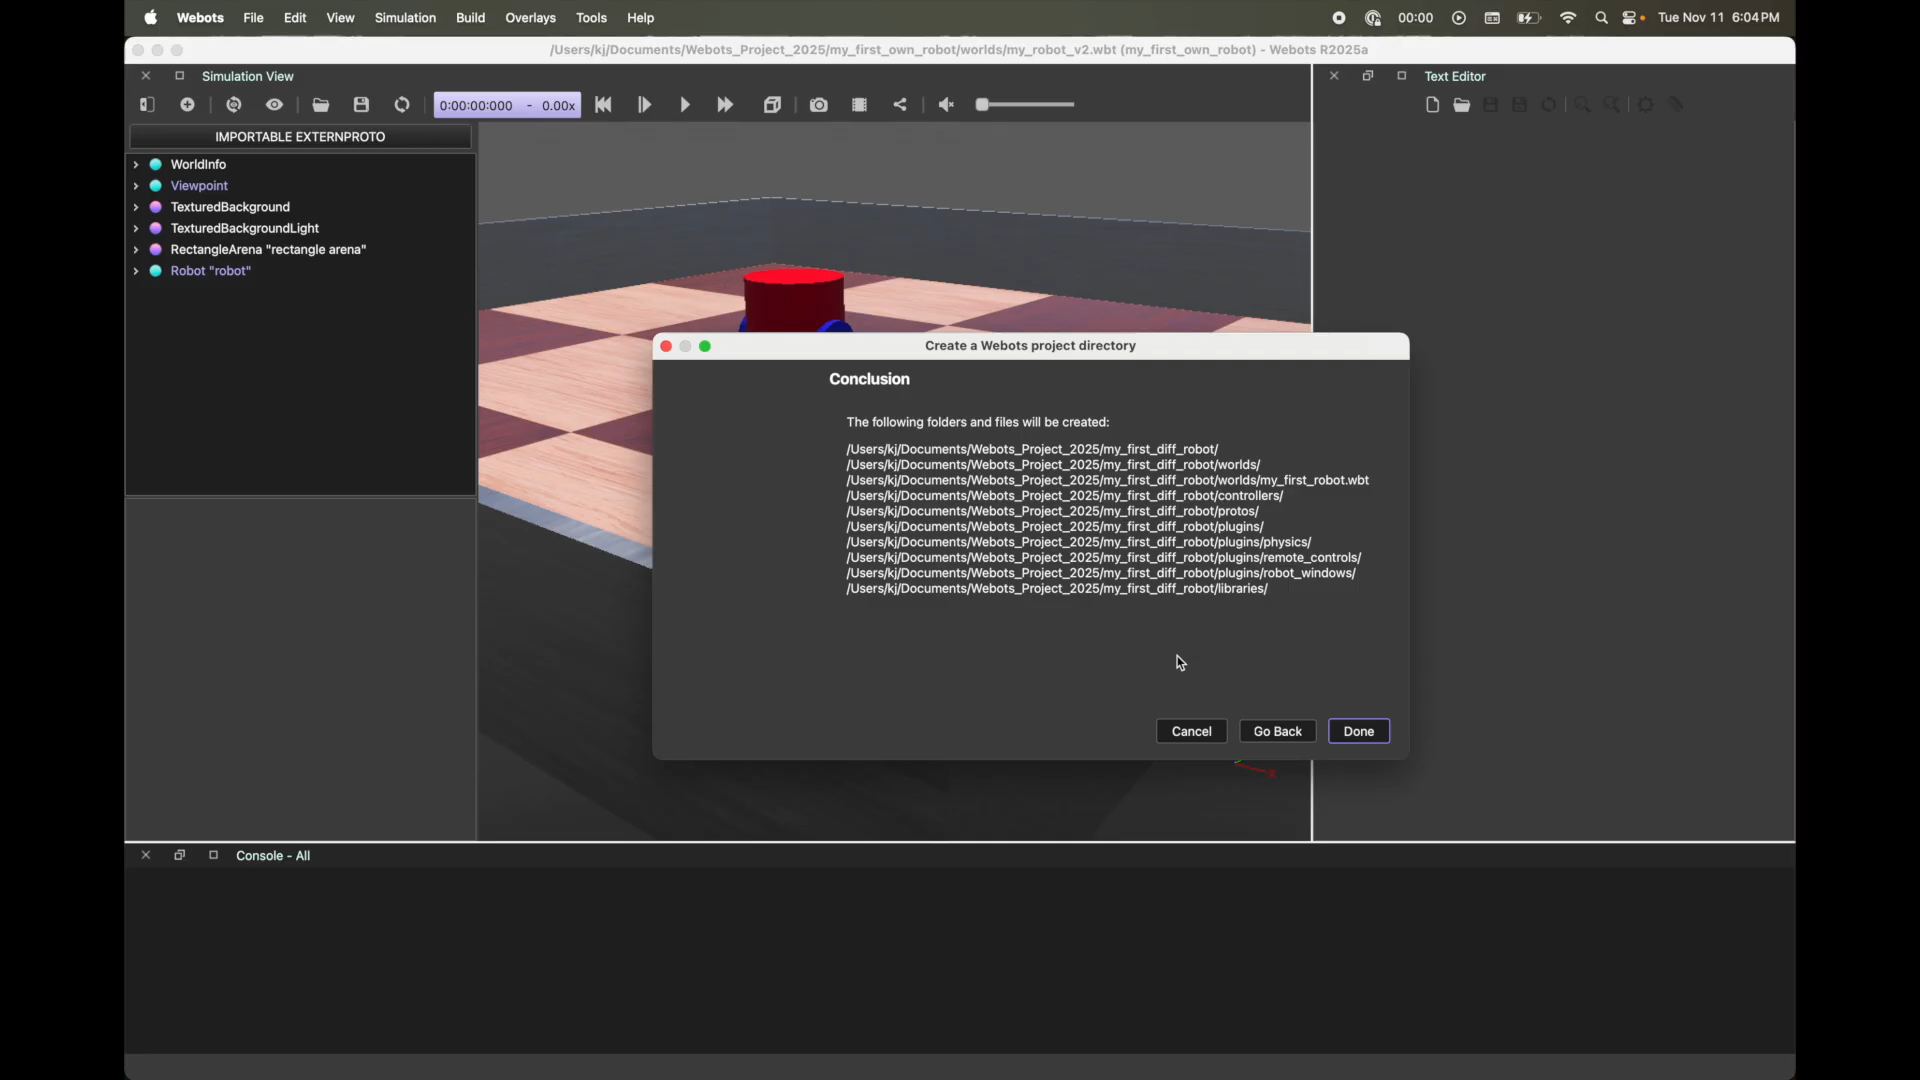 Webots File Edit View Simulation Build Overlays Tools Help
00:00
Tue Nov 11 6:04 PM
/Users/kj/Documents/Webots_Project_2025/my_first_own_robot/worlds/my_robot_v2.wbt (my_first_own_robot) - Webots R2025a
Simulation View
Text Editor
0:00:00:000 - 0.00x
IMPORTABLE EXTERNPROTO
WorldInfo
Viewpoint
TexturedBackground
TexturedBackgroundLight
RectangleArena "rectangle arena"
Robot "robot"
Create a Webots project directory
Conclusion
The following folders and files will be created:
/Users/kj/Documents/Webots_Project_2025/my_first_diff_robot/
/Users/kj/Documents/Webots_Project_2025/my_first_diff_robot/worlds/
/Users/kj/Documents/Webots_Project_2025/my_first_diff_robot/worlds/my_first_robot.wbt
/Users/kj/Documents/Webots_Project_2025/my_first_diff_robot/controllers/
/Users/kj/Documents/Webots_Project_2025/my_first_diff_robot/protos/
/Users/kj/Documents/Webots_Project_2025/my_first_diff_robot/plugins/
/Users/kj/Documents/Webots_Project_2025/my_first_diff_robot/plugins/physics/
/Users/kj/Documents/Webots_Project_2025/my_first_diff_robot/plugins/remote_controls/
/Users/kj/Documents/Webots_Project_2025/my_first_diff_robot/plugins/robot_windows/
/Users/kj/Documents/Webots_Project_2025/my_first_diff_robot/libraries/
Cancel Go Back Done
X
Console - All